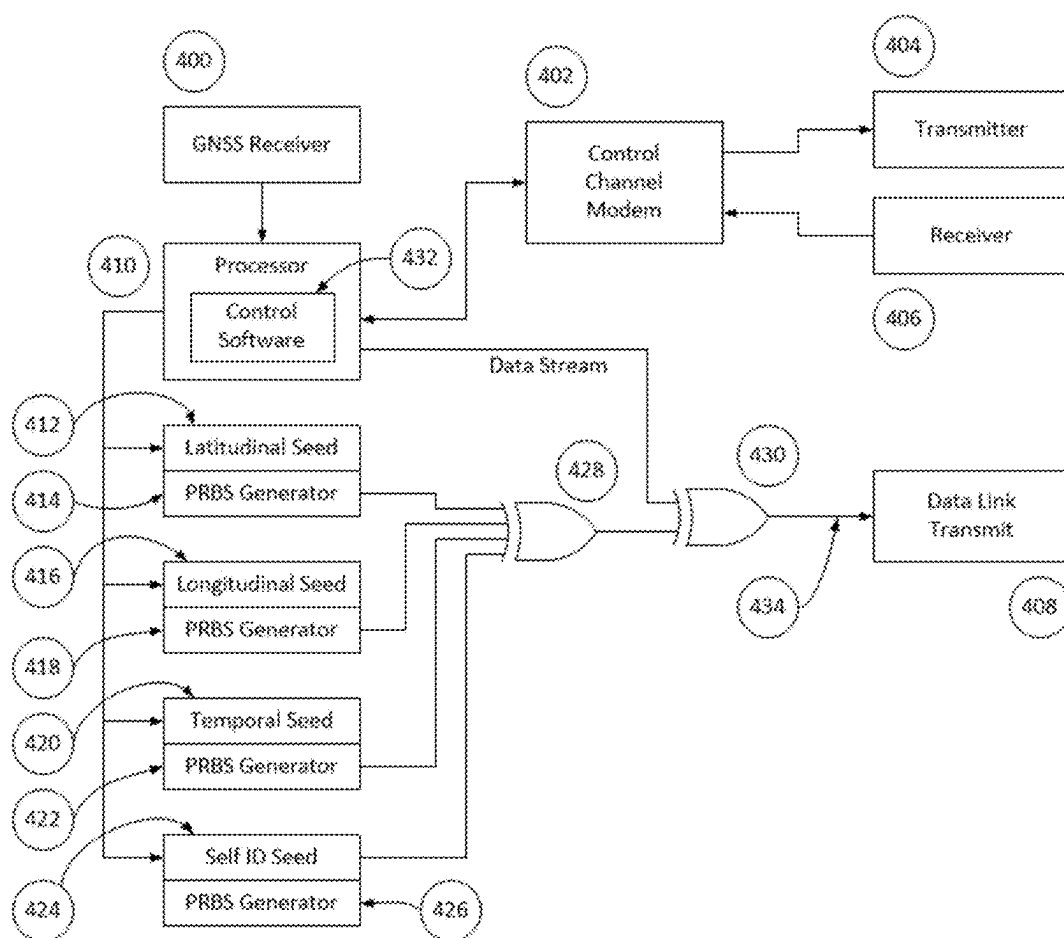 400
402
404
GNSS Receiver
Control
Channel
Modem
Transmitter
Receiver
410
Processor
432
Control
Software
406
Data Stream
412
Latitudinal Seed
414
PRBS Generator
428
430
Data Link
Transmit
416
Longitudinal Seed
434
408
418
PRBS Generator
420
Temporal Seed
422
PRBS Generator
Self ID Seed
424
PRBS Generator
426